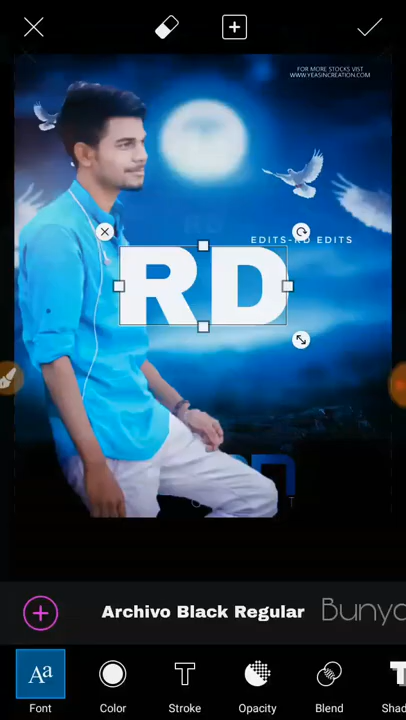 FOR MORE STOCKS VIST
WWW.YEASINCREATION.COM
EDITS-RD EDITS
RD
Archivo Black Regular
Bunya
Aa
Font
Color
T
Stroke
Opacity
Blend
T
Shad